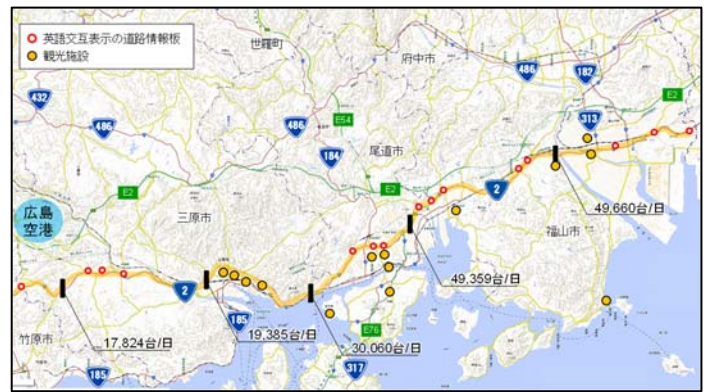 英語交互表示の道路情報板
観光施設
世羅町
府中市
486
182
432
E2
313
486
E54
486
184
尾道市
E2
E2
2
広島
空港
三原市
49,660台/日
福山市
49,359台/日
2
竹原市
17,824台/日
185
19,385台/日
30,060台/日
E76
185
317